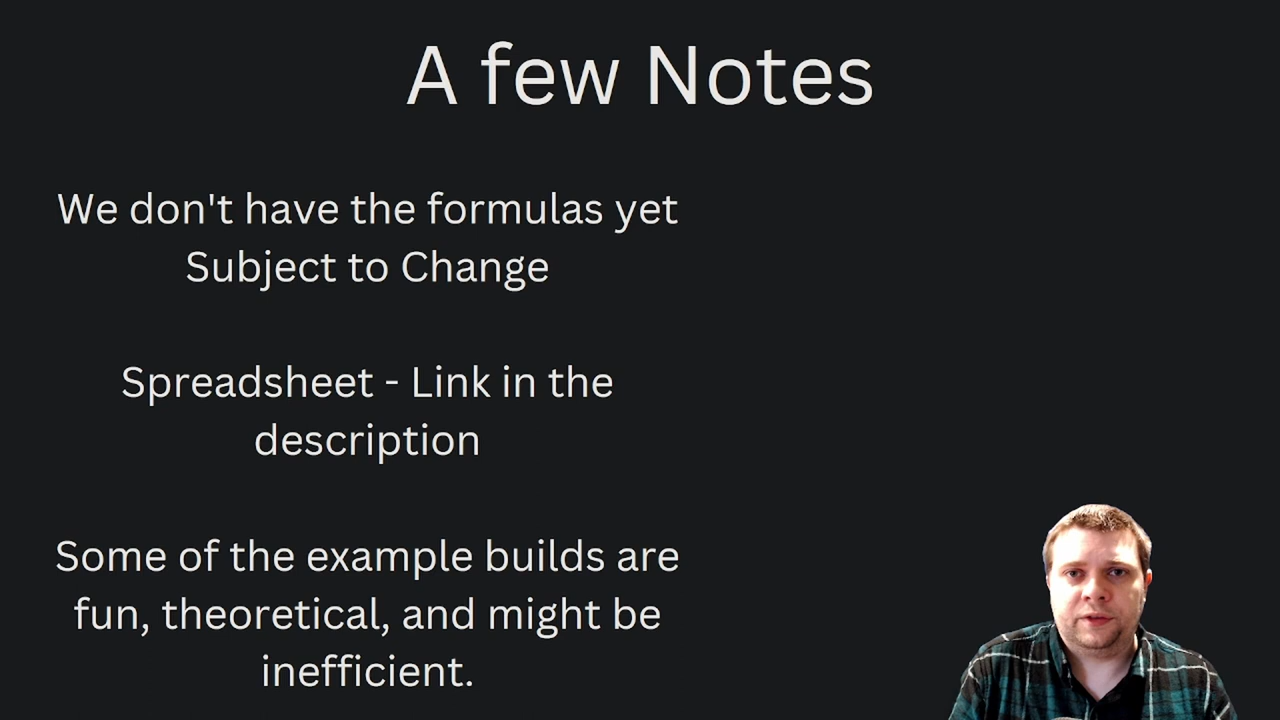 A few Notes
We don't have the formulas yet
Subject to Change
Spreadsheet - Link in the
description
Some of the example builds are
fun, theoretical, and might be
inefficient.